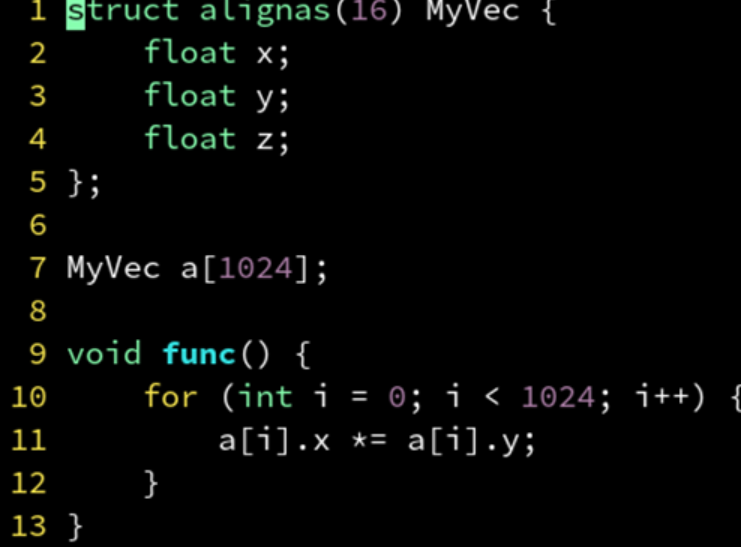 1 struct alignas(16) MyVec {
2     float x;
3     float y;
4     float z;
5 };
6
7 MyVec a[1024];
8
9 void func() {
10     for (int i = 0; i < 1024; i++) {
11         a[i].x *= a[i].y;
12     }
13 }